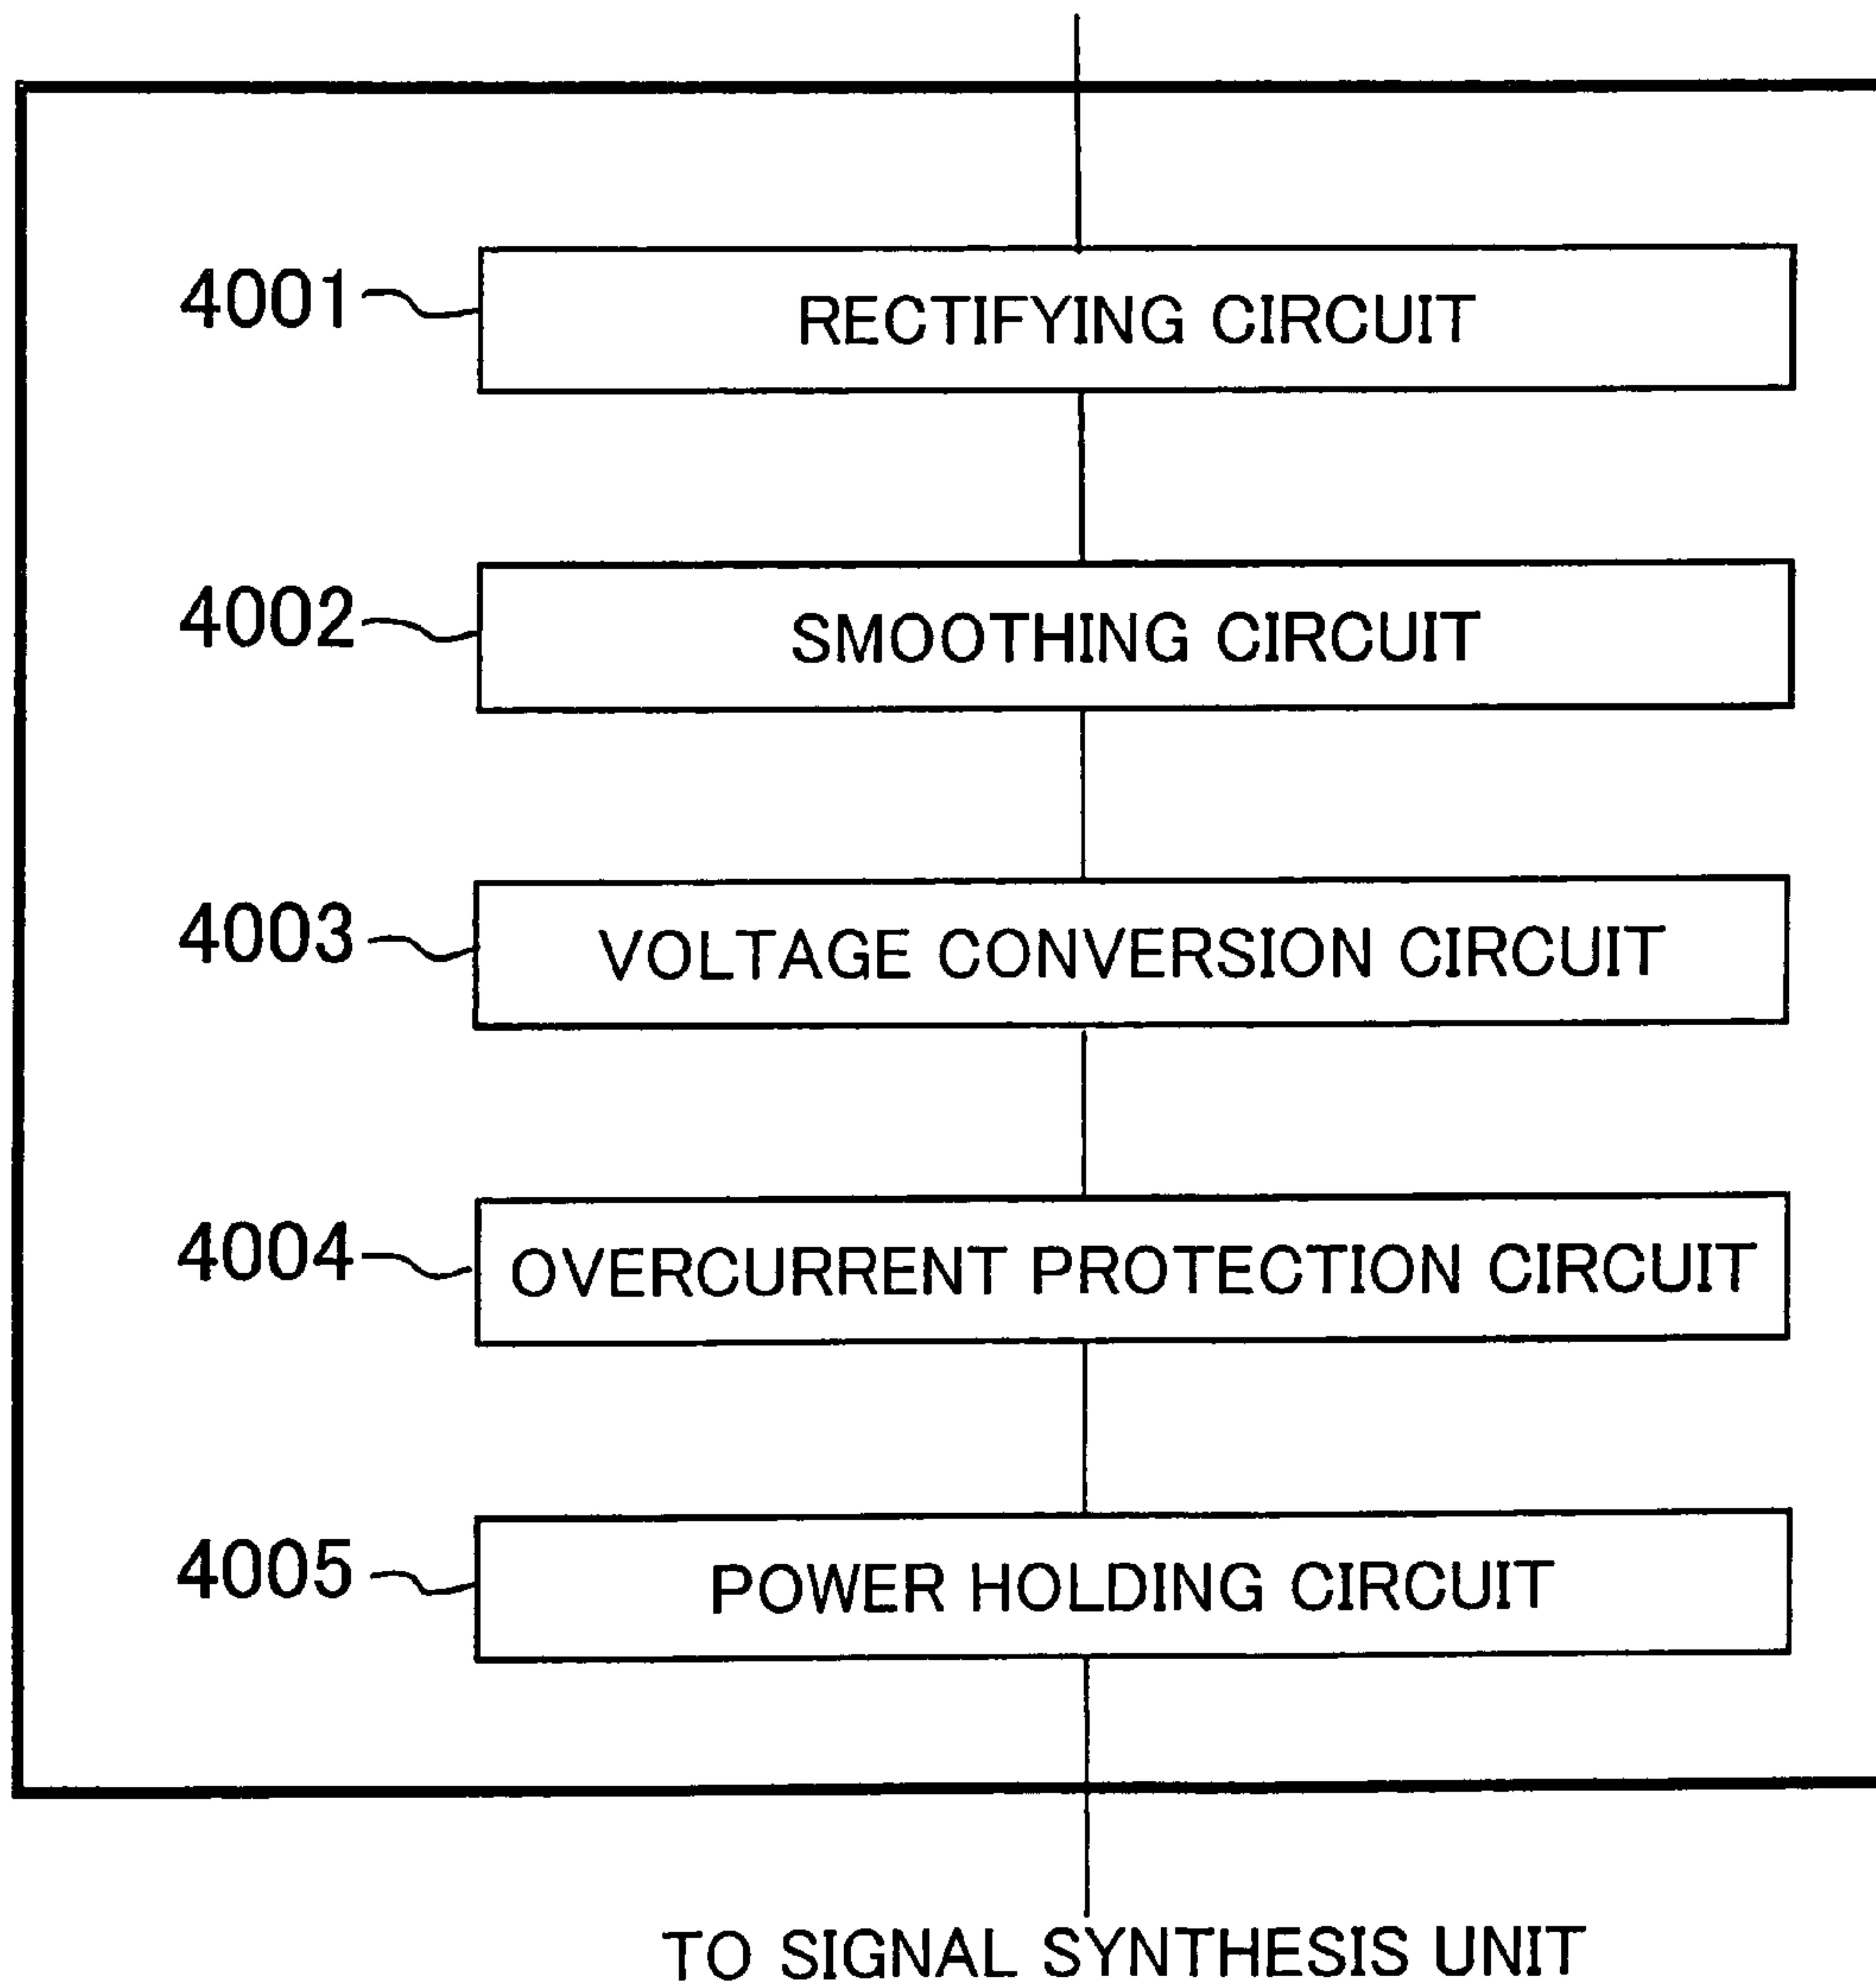 4001 RECTIFYING CIRCUIT
4002 SMOOTHING CIRCUIT
4003 VOLTAGE CONVERSION CIRCUIT
4004 OVERCURRENT PROTECTION CIRCUIT
4005 POWER HOLDING CIRCUIT
TO SIGNAL SYNTHESIS UNIT